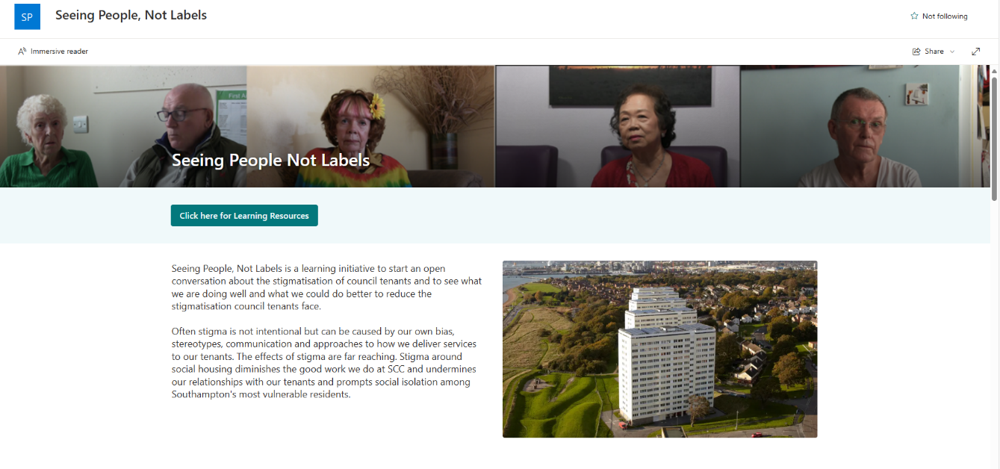 SP
Seeing People, Not Labels
Not following
Immersive reader
Share
First A
Seeing People Not Labels
Click here for Learning Resources
Seeing People, Not Labels is a learning initiative to start an open
conversation about the stigmatisation of council tenants and to see what
we are doing well and what we could do better to reduce the
stigmatisation council tenants face.
Often stigma is not intentional but can be caused by our own bias,
stereotypes, communication and approaches to how we deliver services
to our tenants. The effects of stigma are far reaching. Stigma around
social housing diminishes the good work we do at SCC and undermines
our relationships with our tenants and prompts social isolation among
Southampton's most vulnerable residents.